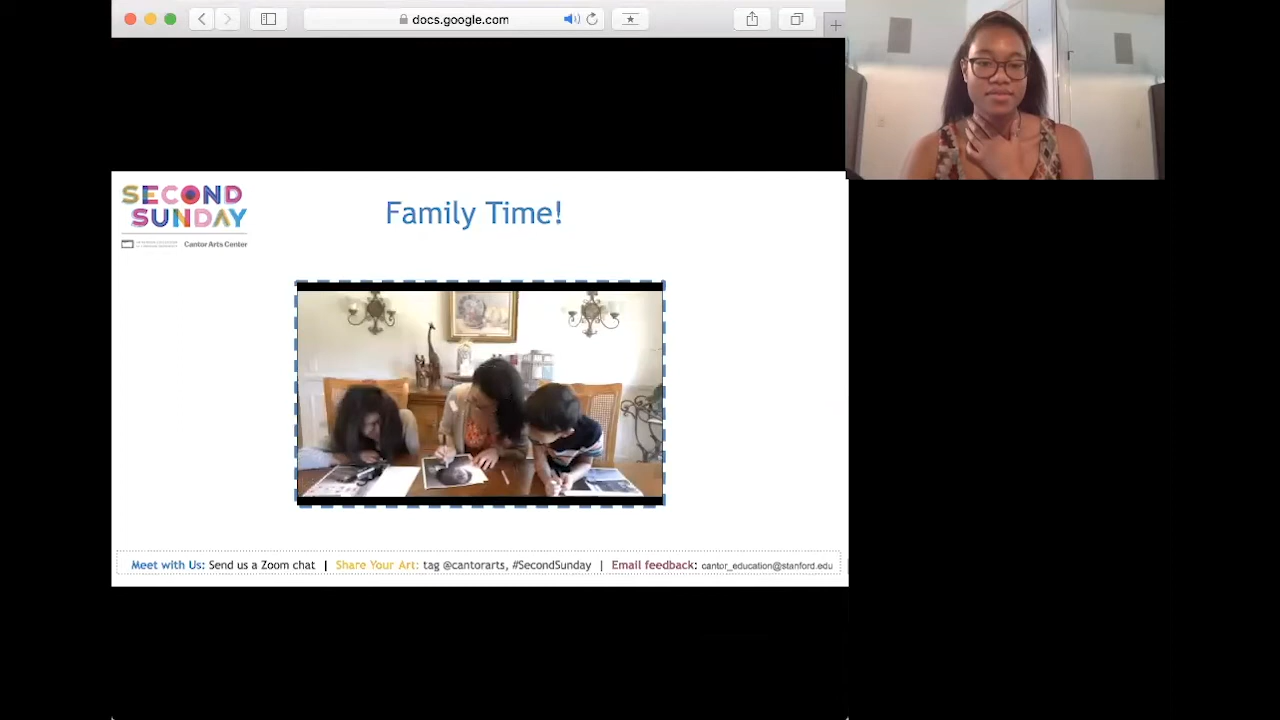 docs.google.com
SECOND
SUNDAY
Cantor Arts Center
Family Time!
Meet with Us: Send us a Zoom chat | Share Your Art: tag @cantorarts, #SecondSunday | Email feedback: cantor_education@stanford.edu